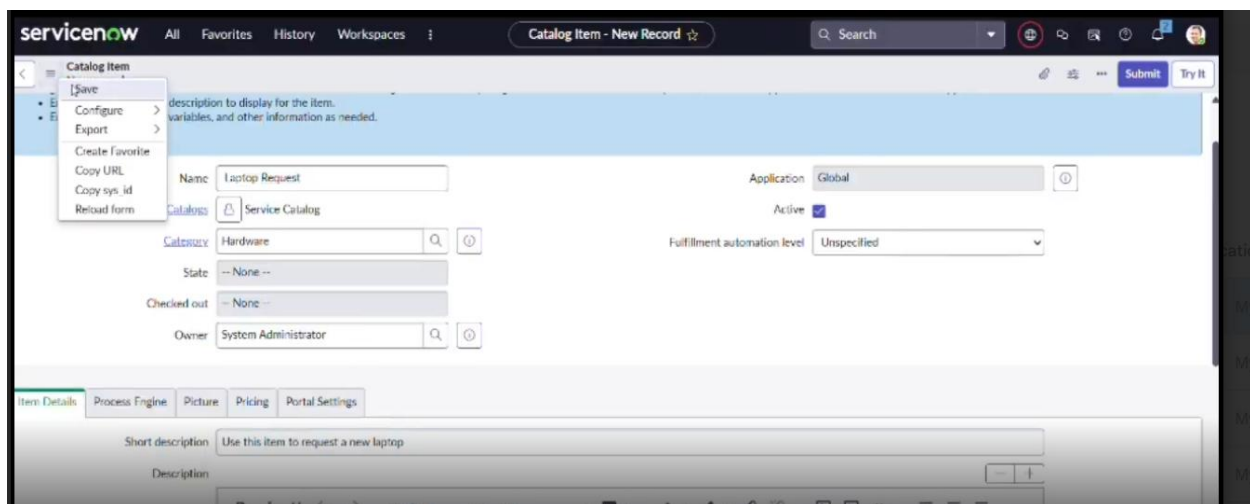 servicenow All Favorites History Workspaces Catalog Item - New Record Search 2
Catalog Item
Submit Try It
Save
Configure
description to display for the item.
Export
variables, and other information as needed.
Create Favorite
Copy URL
Copy sys_id
Reload form
Name Laptop Request Application Global
Catalogs Service Catalog Active
Category Hardware Fulfillment automation level Unspecified
State -- None --
Checked out -- None --
Owner System Administrator
Item Details Process Engine Picture Pricing Portal Settings
Short description Use this item to request a new laptop
Description